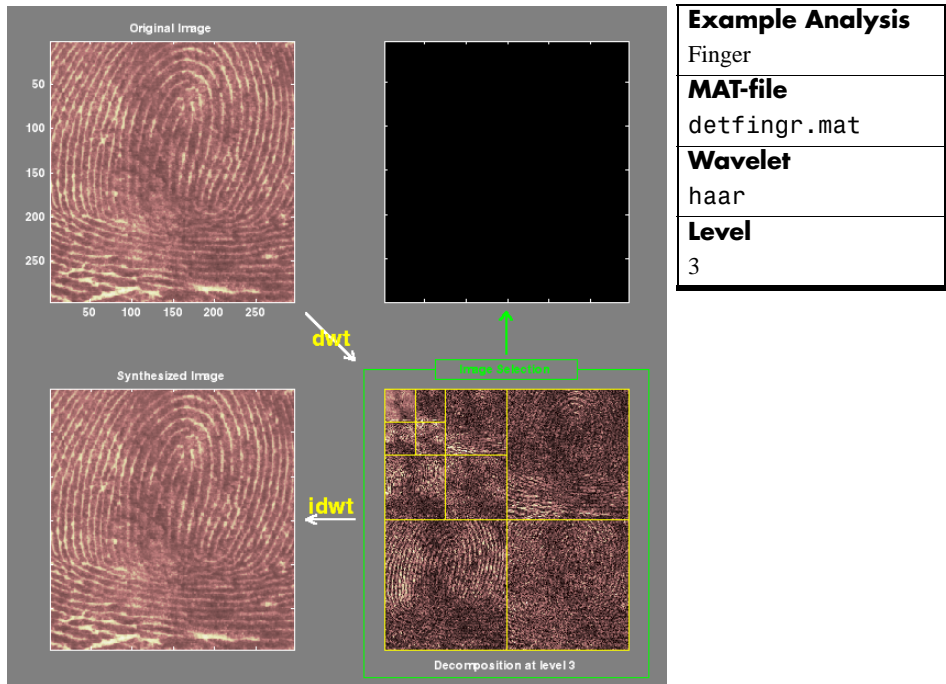 Original Image
50
100
150
200
250
50 100 150 200 250
dwt
Image Selection
Synthesized Image
idwt
Decomposition at level 3
Example Analysis
Finger
MAT-file
detfingr.mat
Wavelet
haar
Level
3